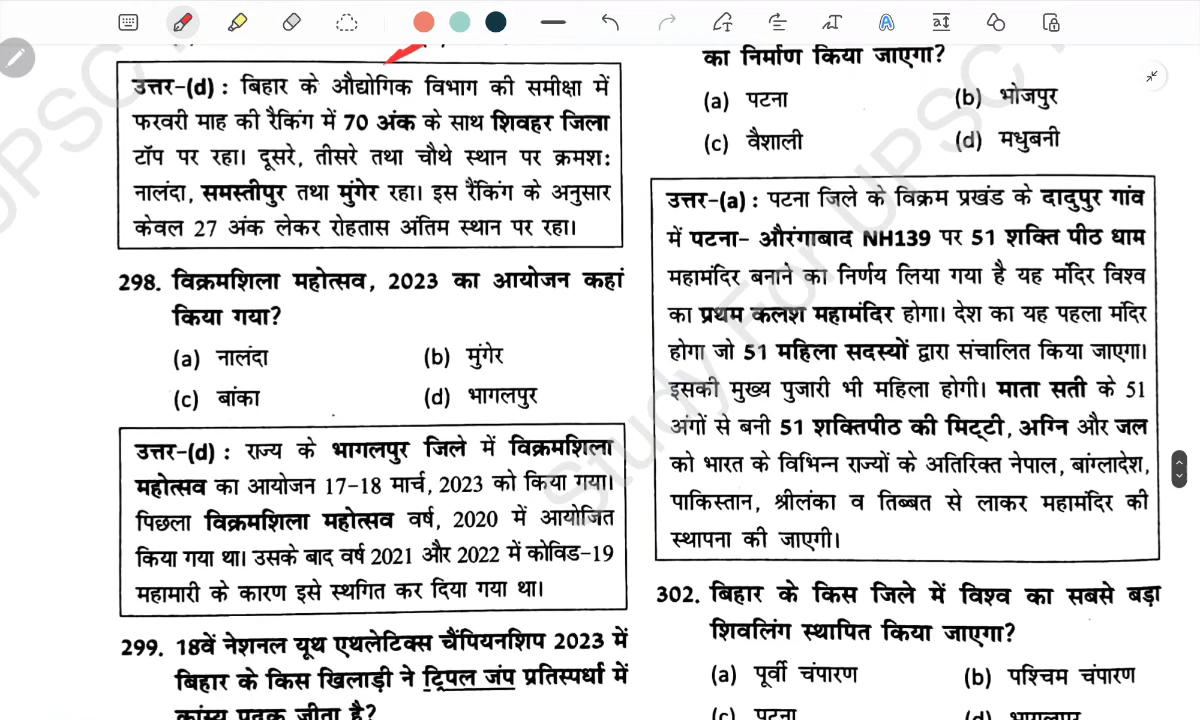 उत्तर-(d) : बिहार के औद्योगिक विभाग की समीक्षा में
फरवरी माह की रैकिंग में 70 अंक के साथ शिवहर जिला
टॉप पर रहा। दूसरे, तीसरे तथा चौथे स्थान पर क्रमश:
नालंदा, समस्तीपुर तथा मुंगेर रहा। इस रैंकिंग के अनुसार
केवल 27 अंक लेकर रोहतास अंतिम स्थान पर रहा।
298. विक्रमशिला महोत्सव, 2023 का आयोजन कहां
किया गया?
(a) नालंदा (b) मुंगेर
(c) बांका (d) भागलपुर
उत्तर-(d) : राज्य के भागलपुर जिले में विक्रमशिला
महोत्सव का आयोजन 17-18 मार्च, 2023 को किया गया।
पिछला विक्रमशिला महोत्सव वर्ष, 2020 में आयोजित
किया गया था। उसके बाद वर्ष 2021 और 2022 में कोविड-19
महामारी के कारण इसे स्थगित कर दिया गया था।
299. 18वें नेशनल यूथ एथलेटिक्स चैंपियनशिप 2023 में
बिहार के किस खिलाड़ी ने ट्रिपल जंप प्रतिस्पर्धा में
कांस्य पदक जीता है?
का निर्माण किया जाएगा?
(a) पटना (b) भोजपुर
(c) वैशाली (d) मधुबनी
उत्तर-(a) : पटना जिले के विक्रम प्रखंड के दादुपुर गांव
में पटना- औरंगाबाद NH139 पर 51 शक्ति पीठ धाम
महामंदिर बनाने का निर्णय लिया गया है यह मंदिर विश्व
का प्रथम कलश महामंदिर होगा। देश का यह पहला मंदिर
होगा जो 51 महिला सदस्यों द्वारा संचालित किया जाएगा।
इसकी मुख्य पुजारी भी महिला होगी। माता सती के 51
अंगों से बनी 51 शक्तिपीठ की मिट्टी, अग्नि और जल
को भारत के विभिन्न राज्यों के अतिरिक्त नेपाल, बांग्लादेश,
पाकिस्तान, श्रीलंका व तिब्बत से लाकर महामंदिर की
स्थापना की जाएगी।
302. बिहार के किस जिले में विश्व का सबसे बड़ा
शिवलिंग स्थापित किया जाएगा?
(a) पूर्वी चंपारण (b) पश्चिम चंपारण
(c) पटना (d) भागलपुर
Study For UPSC